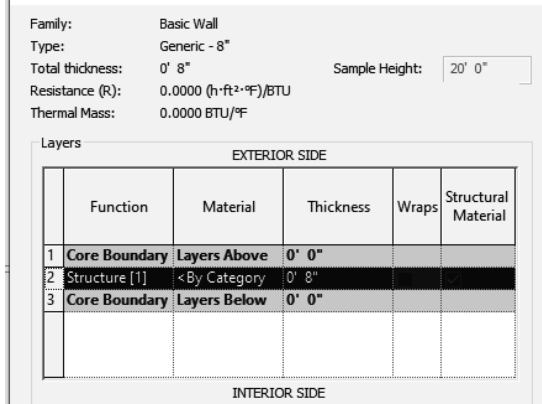 Family: Basic Wall
Type: Generic - 8"
Total thickness: 0' 8" Sample Height: 20' 0"
Resistance (R): 0.0000 (h·ft²·°F)/BTU
Thermal Mass: 0.0000 BTU/°F
Layers
EXTERIOR SIDE
Function Material Thickness Wraps Structural Material
1 Core Boundary Layers Above 0' 0"
2 Structure [1] <By Category 0' 8"
3 Core Boundary Layers Below 0' 0"
INTERIOR SIDE